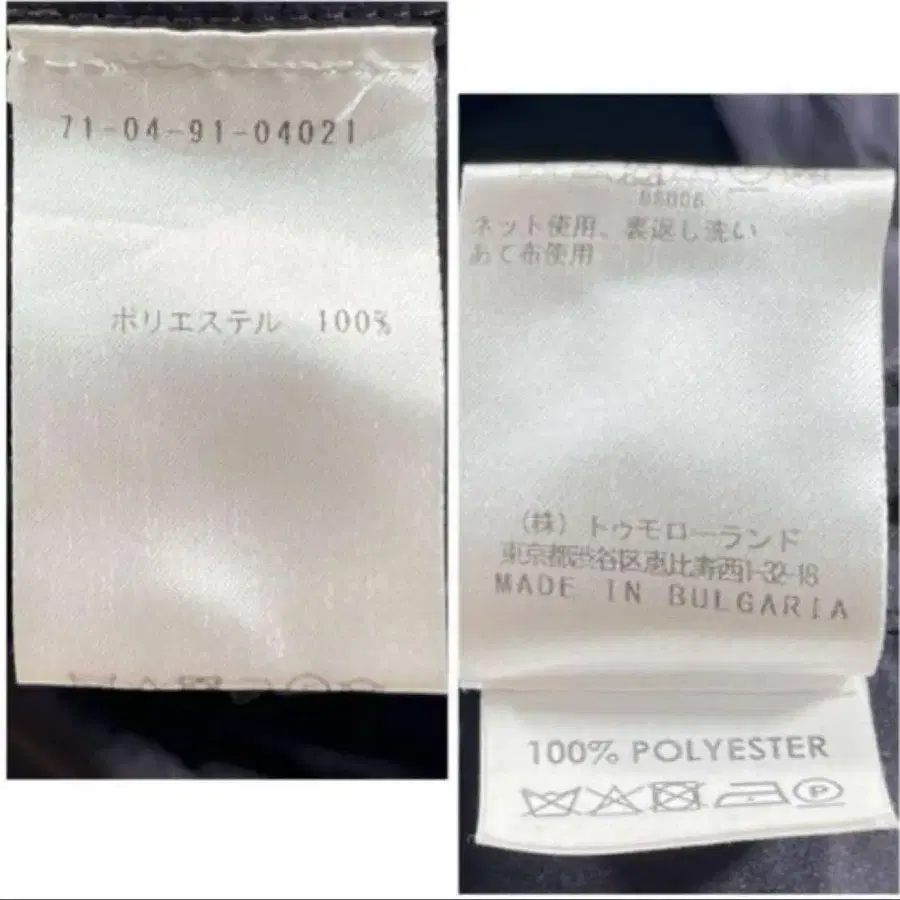 71-04-91-04021
ポリエステル 100%
ネット使用、裏返し洗い
あて布使用
(株)トゥモローランド
東京都渋谷区恵比寿西1-32-18
MADE IN BULGARIA
100% POLYESTER
P